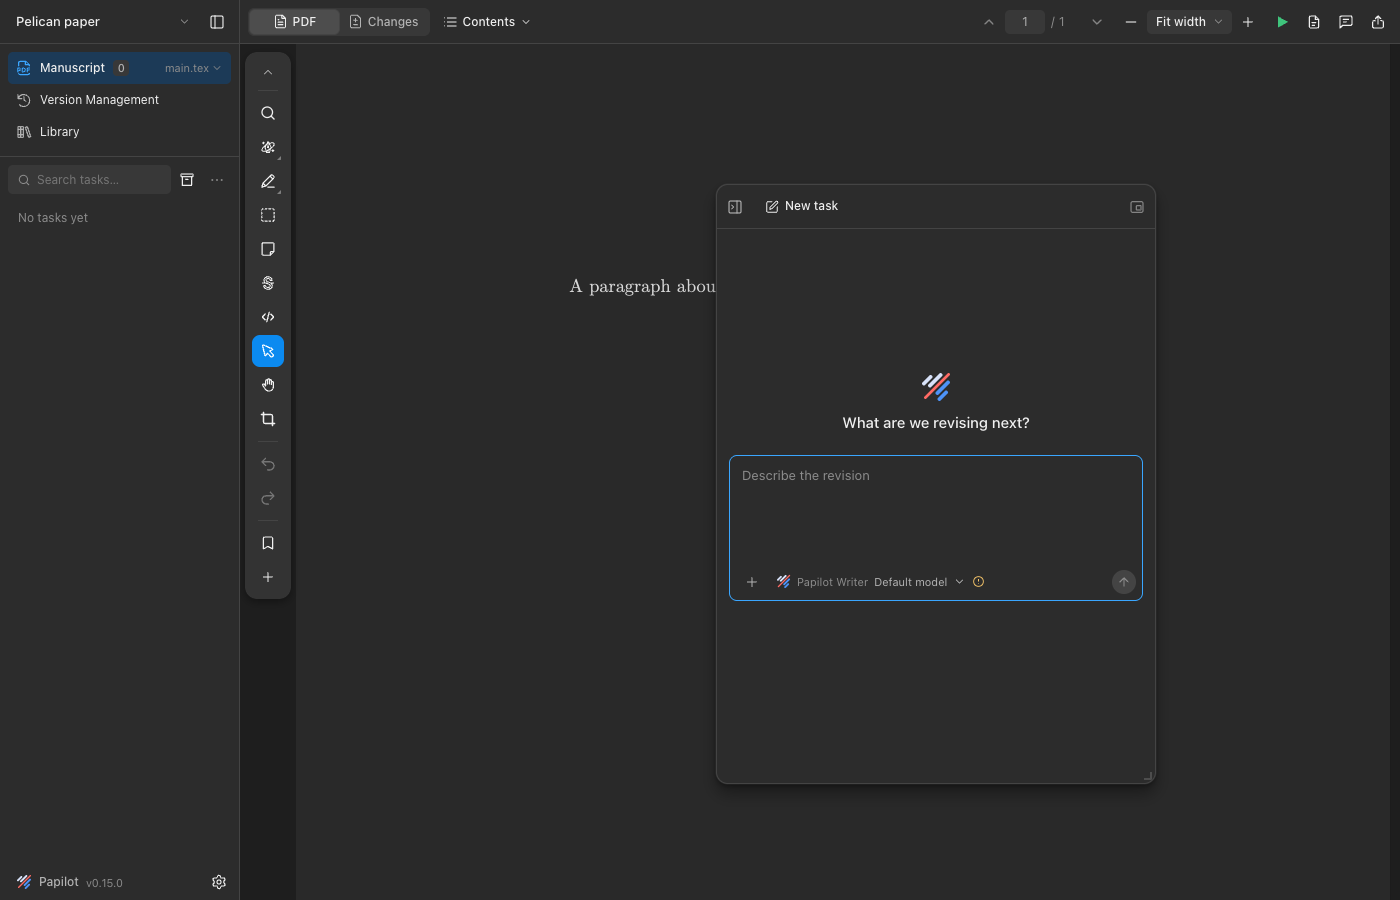 Pelican paper
PDF
Changes
Contents
1
/ 1
Fit width
Manuscript
0
main.tex
Version Management
Library
Search tasks...
No tasks yet
New task
A paragraph abou
What are we revising next?
Describe the revision
Papilot Writer
Default model
Papilot
v0.15.0